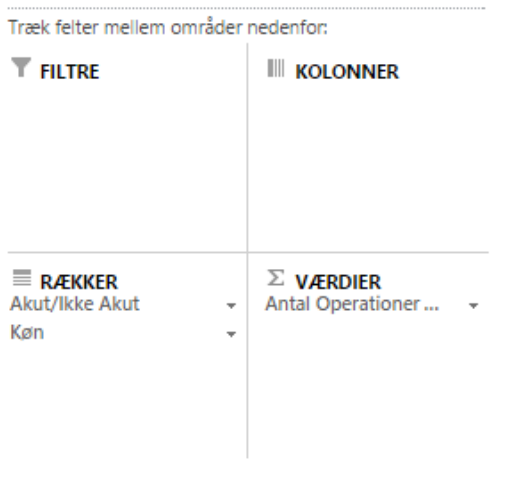 Træk felter mellem områder nedenfor:
FILTRE
KOLONNER
RÆKKER
Akut/Ikke Akut
Køn
VÆRDIER
Antal Operationer ...